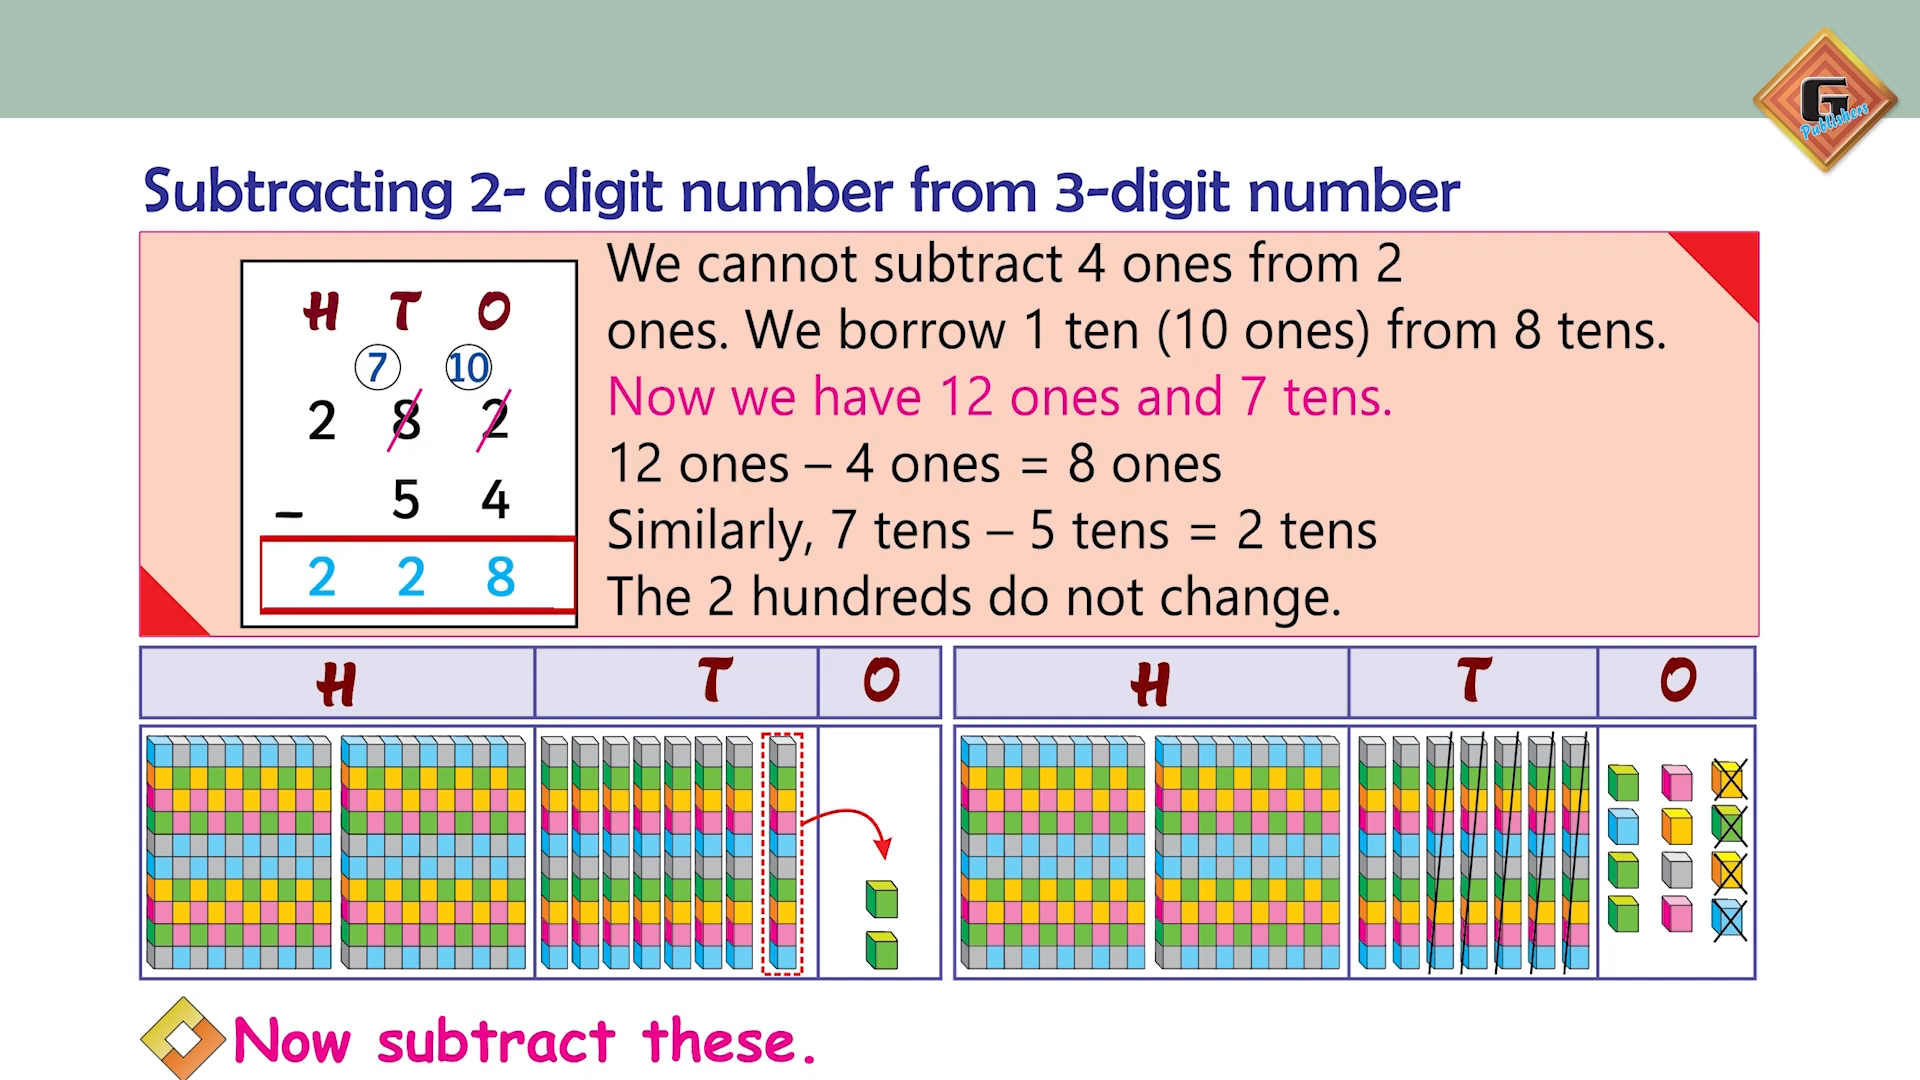 G
Publishers
Subtracting 2- digit number from 3-digit number
H T O
7 10
2 8 2
– 5 4
2 2 8
We cannot subtract 4 ones from 2
ones. We borrow 1 ten (10 ones) from 8 tens.
Now we have 12 ones and 7 tens.
12 ones – 4 ones = 8 ones
Similarly, 7 tens – 5 tens = 2 tens
The 2 hundreds do not change.
H T O
H T O
Now subtract these.